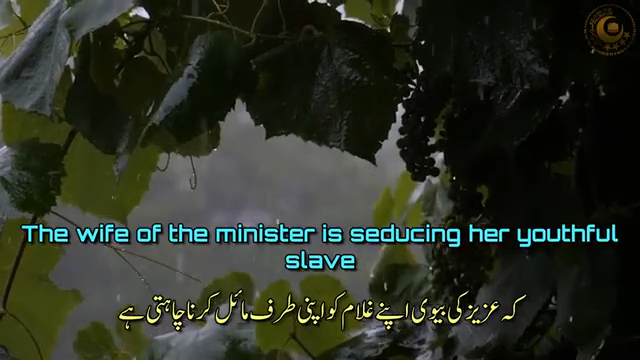 The wife of the minister is seducing her youthful
slave
کہ عزیز کی بیوی اپنے غلام کو اپنی طرف مائل کرنا چاہتی ہے